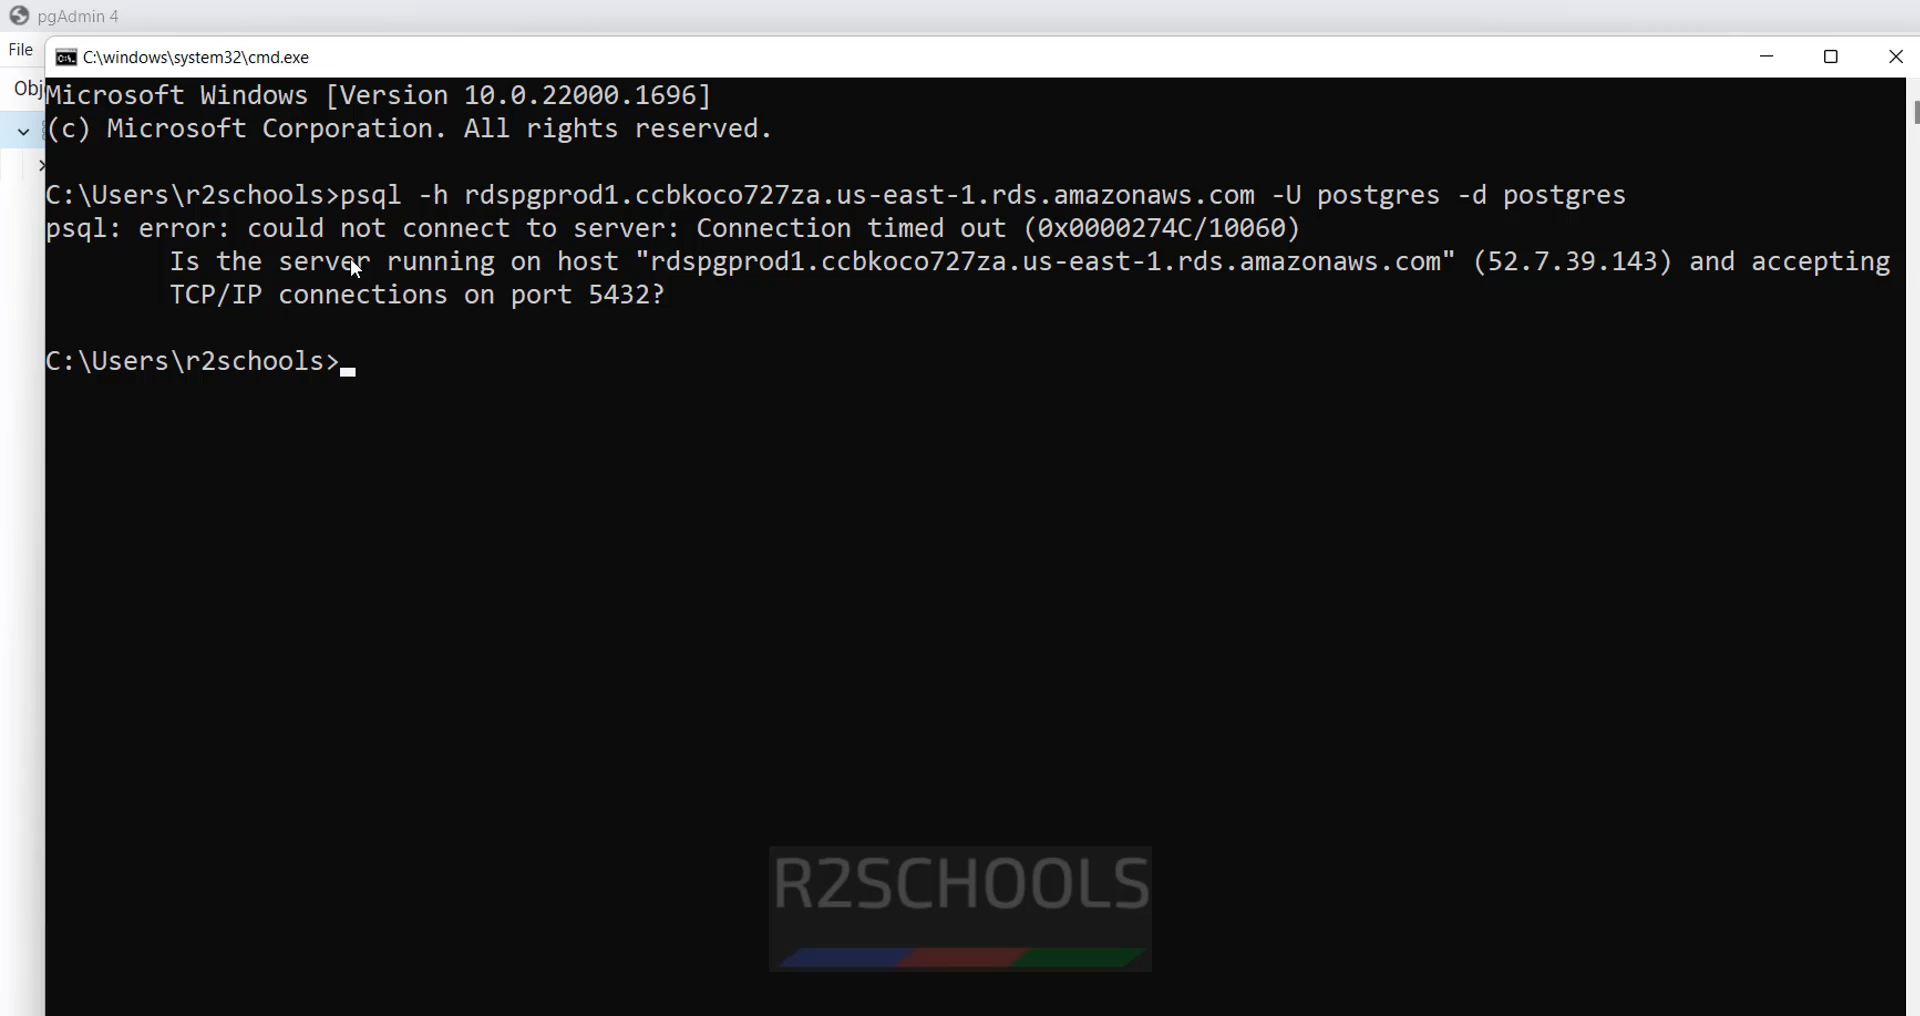 pgAdmin 4
File
C:\windows\system32\cmd.exe
Obj
Microsoft Windows [Version 10.0.22000.1696]
(c) Microsoft Corporation. All rights reserved.
C:\Users\r2schools>psql -h rdspgprod1.ccbkoco727za.us-east-1.rds.amazonaws.com -U postgres -d postgres
psql: error: could not connect to server: Connection timed out (0x0000274C/10060)
Is the server running on host "rdspgprod1.ccbkoco727za.us-east-1.rds.amazonaws.com" (52.7.39.143) and accepting
TCP/IP connections on port 5432?
C:\Users\r2schools>
R2SCHOOLS